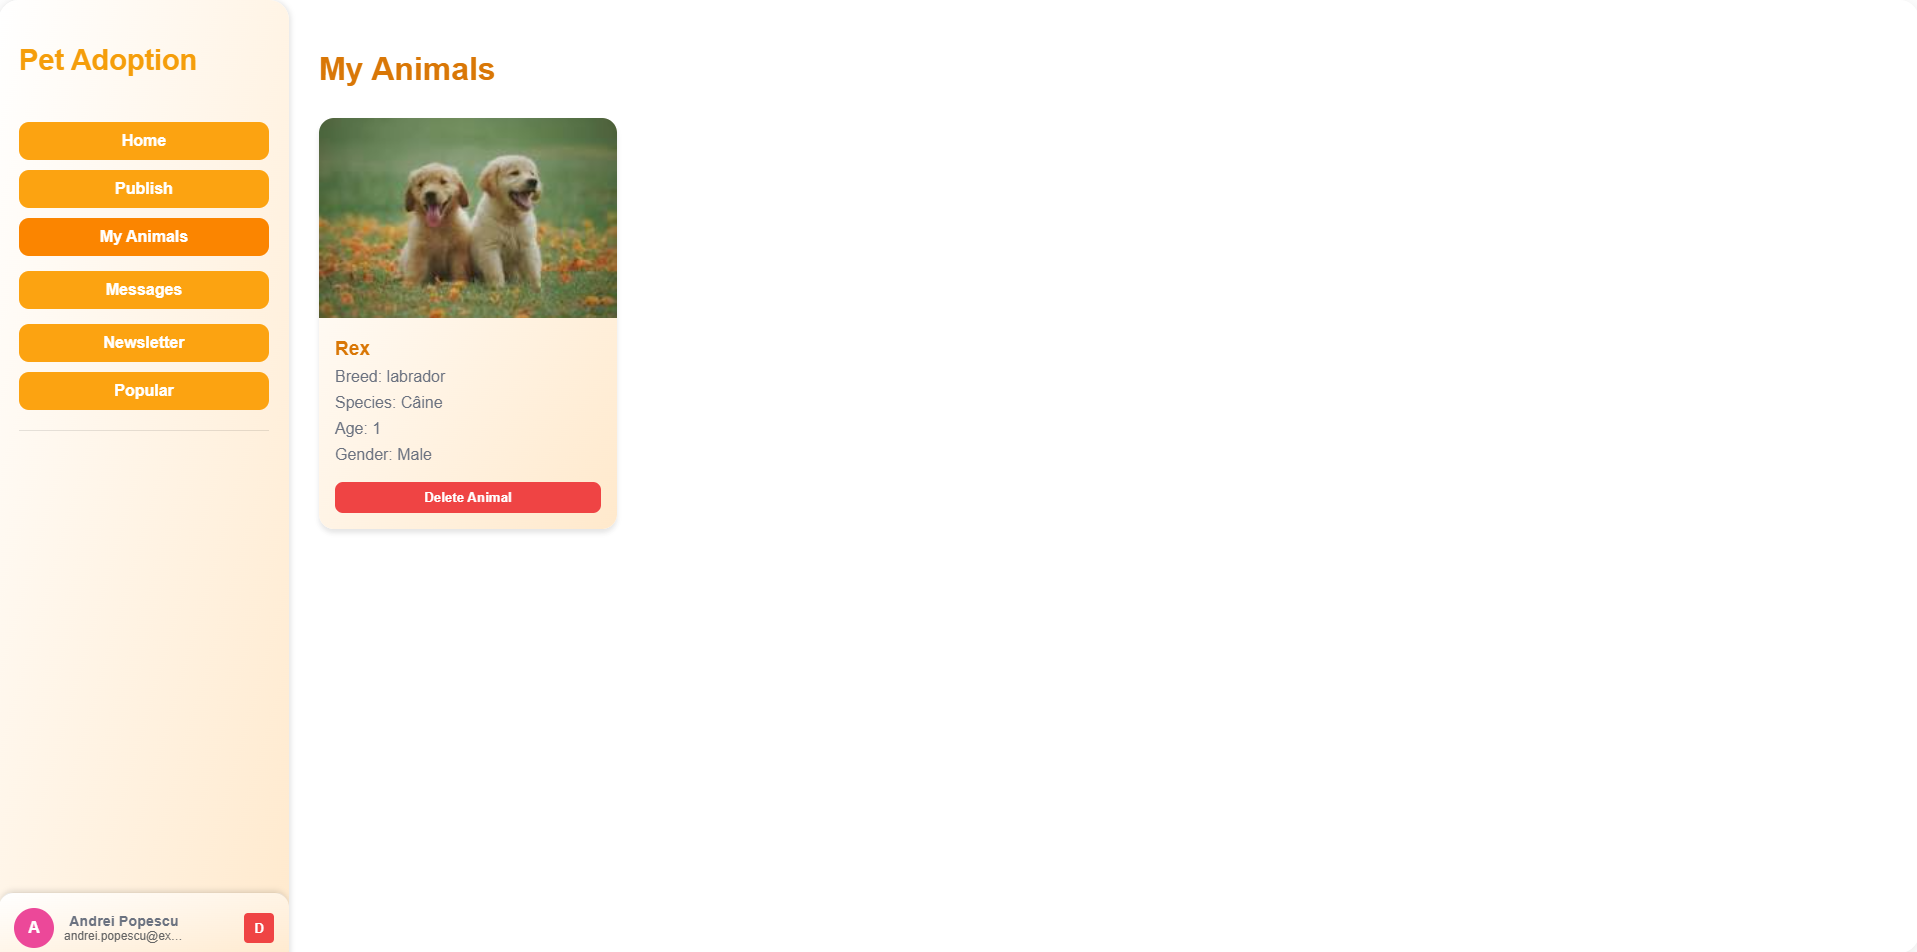 Pet Adoption
Home
Publish
My Animals
Messages
Newsletter
Popular
My Animals
Rex
Breed: labrador
Species: Câine
Age: 1
Gender: Male
Delete Animal
A
Andrei Popescu
andrei.popescu@ex...
D